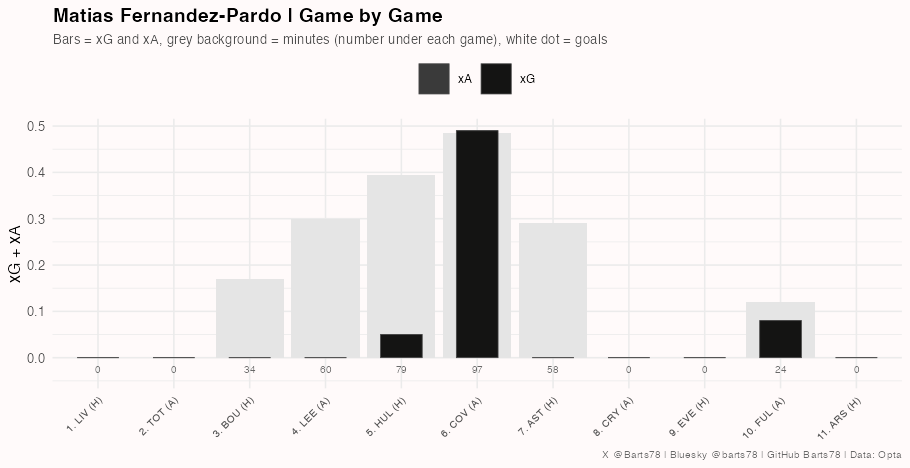 Matias Fernandez-Pardo | Game by Game
Bars = xG and xA, grey background = minutes (number under each game), white dot = goals
xA xG
xG + xA
0.5
0.4
0.3
0.2
0.1
0.0
0 0 34 60 79 97 58 0 0 24 0
1. LIV (H) 2. TOT (A) 3. BOU (H) 4. LEE (A) 5. HUL (H) 6. COV (A) 7. AST (H) 8. CRY (A) 9. EVE (H) 10. FUL (A) 11. ARS (H)
X @Barts78 | Bluesky @barts78 | GitHub Barts78 | Data: Opta